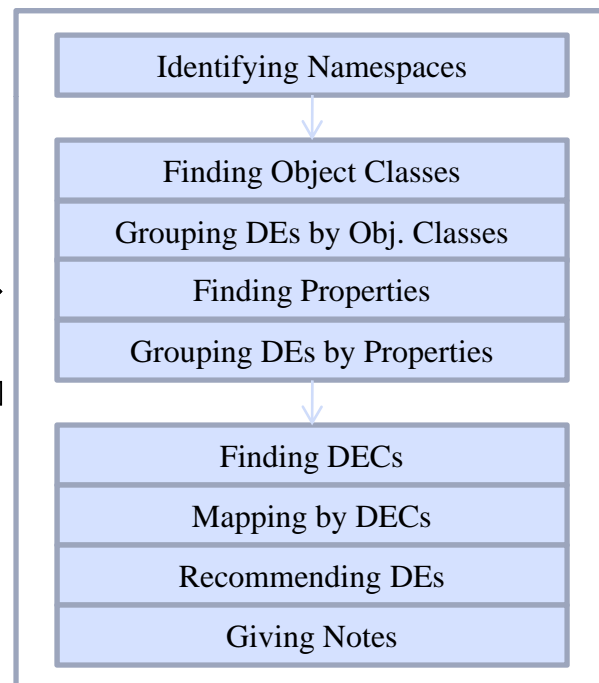 Identifying Namespaces
Finding Object Classes
Grouping DEs by Obj. Classes
Finding Properties
Grouping DEs by Properties
Finding DECs
Mapping by DECs
Recommending DEs
Giving Notes